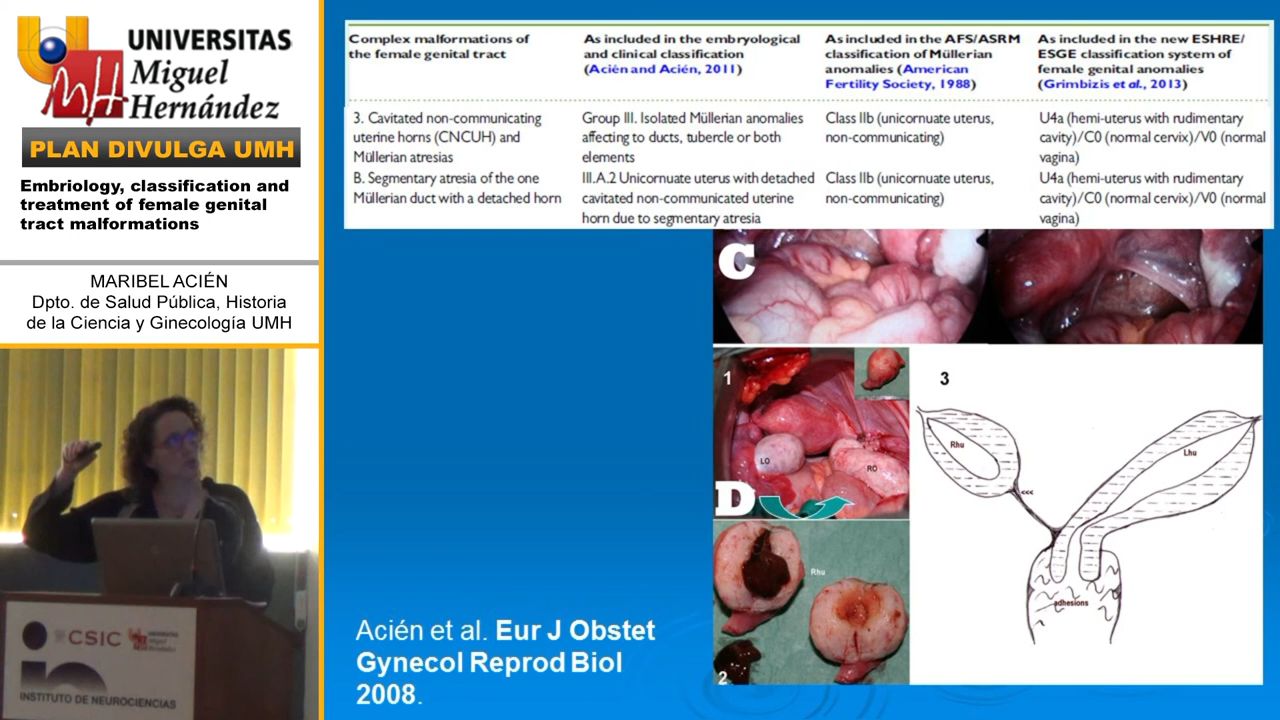 UNIVERSITAS
Miguel
Hernández
PLAN DIVULGA UMH
Embriology, classification and
treatment of female genital
tract malformations
MARIBEL ACIÉN
Dpto. de Salud Pública, Historia
de la Ciencia y Ginecología UMH
Complex malformations of
the female genital tract
As included in the embryological
and clinical classification
(Acién and Acién, 2011)
As included in the AFS/ASRM
classification of Müllerian
anomalies (American
Fertility Society, 1988)
As included in the new ESHRE/
ESGE classification system of
female genital anomalies
(Grimbizis et al., 2013)
3. Cavitated non-communicating
uterine horns (CNCUH) and
Müllerian atresias
Group III. Isolated Müllerian anomalies
affecting to ducts, tubercle or both
elements
Class IIb (unicornuate uterus,
non-communicating)
U4a (hemi-uterus with rudimentary
cavity)/C0 (normal cervix)/V0 (normal
vagina)
B. Segmentary atresia of the one
Müllerian duct with a detached horn
III.A.2 Unicornuate uterus with detached
cavitated non-communicated uterine
horn due to segmentary atresia
Class IIb (unicornuate uterus,
non-communicating)
U4a (hemi-uterus with rudimentary
cavity)/C0 (normal cervix)/V0 (normal
vagina)
C
1
LO
RO
D
Rhu
2
3
Rhu
Lhu
<<<
adhesions
Acién et al. Eur J Obstet
Gynecol Reprod Biol
2008.
CSIC
UNIVERSITAS
Miguel
Hernández
in
INSTITUTO DE NEUROCIENCIAS